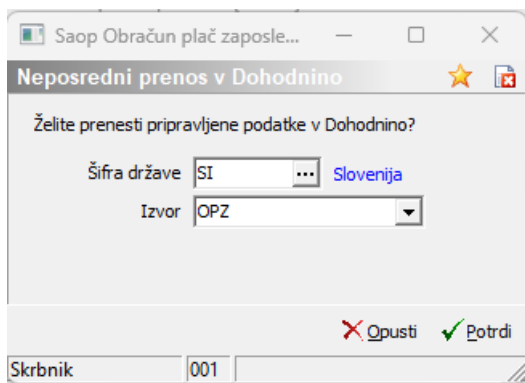 Saop Obračun plač zaposle...
Neposredni prenos v Dohodnino
Želite prenesti pripravljene podatke v Dohodnino?
Šifra države SI ... Slovenija
Izvor OPZ
Opusti Potrdi
Skrbnik 001